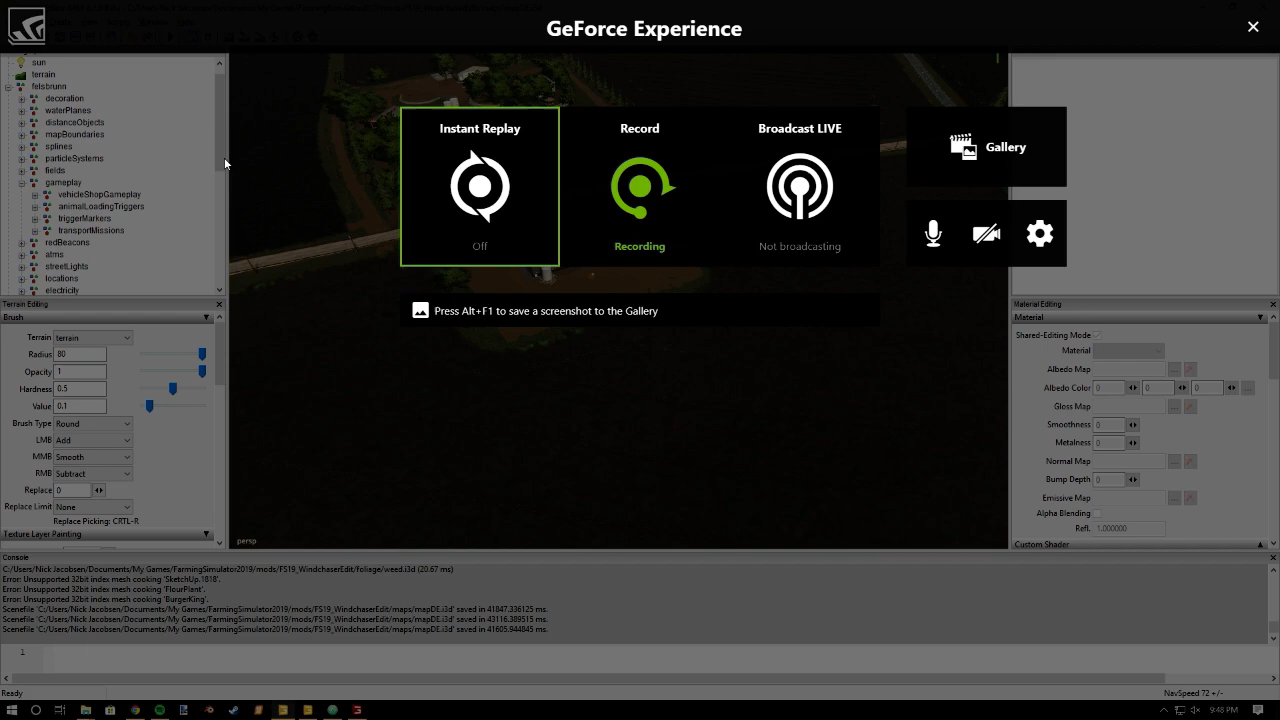 GeForce Experience
sun
terrain
felsbrunn
decoration
waterPlanes
distanceObjects
mapBoundaries
splines
particleSystems
fields
gameplay
vehicleShopGameplay
animalLoadingTriggers
triggerMarkers
transportMissions
redBeacons
atms
streetLights
locations
electricity
Instant Replay
Off
Record
Recording
Broadcast LIVE
Not broadcasting
Gallery
Press Alt+F1 to save a screenshot to the Gallery
Terrain Editing
Brush
Terrain terrain
Radius 80
Opacity 1
Hardness 0.5
Value 0.1
Brush Type Round
LMB Add
MMB Smooth
RMB Subtract
Replace 0
Replace Limit None
Replace Picking: CRTL-R
Texture Layer Painting
persp
Material Editing
Material
Shared-Editing Mode
Material
Albedo Map ...
Albedo Color 0 0 0 ...
Gloss Map ...
Smoothness 0
Metalness 0
Normal Map ...
Bump Depth 0
Emissive Map ...
Alpha Blending
Refl. 1.000000
Custom Shader
Console
C:/Users/Nick Jacobsen/Documents/My Games/FarmingSimulator2019/mods/FS19_WindchaserEdit/foliage/weed.i3d (20.67 ms)
Error: Unsupported 32bit index mesh cooking 'SketchUp.1818'.
Error: Unsupported 32bit index mesh cooking 'FlourPlant'.
Error: Unsupported 32bit index mesh cooking 'BurgerKing'.
Scenefile 'C:/Users/Nick Jacobsen/Documents/My Games/FarmingSimulator2019/mods/FS19_WindchaserEdit/maps/mapDE.i3d' saved in 41847.336125 ms.
Scenefile 'C:/Users/Nick Jacobsen/Documents/My Games/FarmingSimulator2019/mods/FS19_WindchaserEdit/maps/mapDE.i3d' saved in 43116.389515 ms.
Scenefile 'C:/Users/Nick Jacobsen/Documents/My Games/FarmingSimulator2019/mods/FS19_WindchaserEdit/maps/mapDE.i3d' saved in 41605.944845 ms.
1
Ready
NavSpeed 72 +/-
9:48 PM